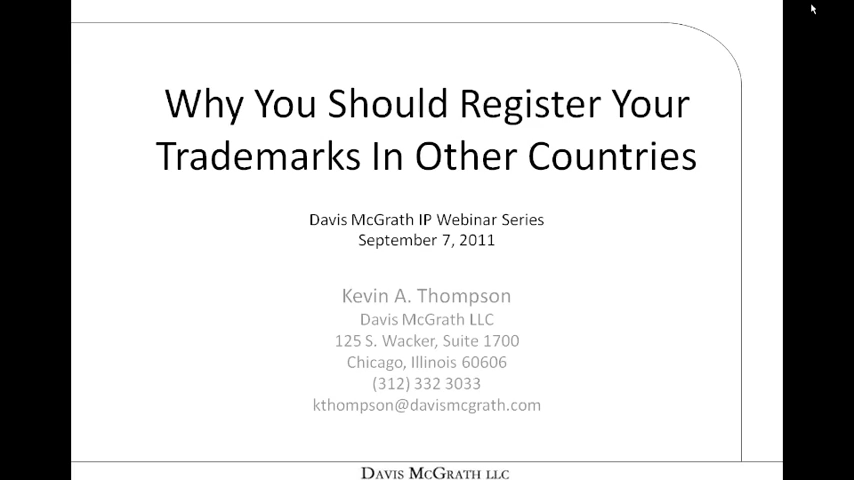 Why You Should Register Your
Trademarks In Other Countries
Davis McGrath IP Webinar Series
September 7, 2011
Kevin A. Thompson
Davis McGrath LLC
125 S. Wacker, Suite 1700
Chicago, Illinois 60606
(312) 332 3033
kthompson@davismcgrath.com
DAVIS MCGRATH LLC